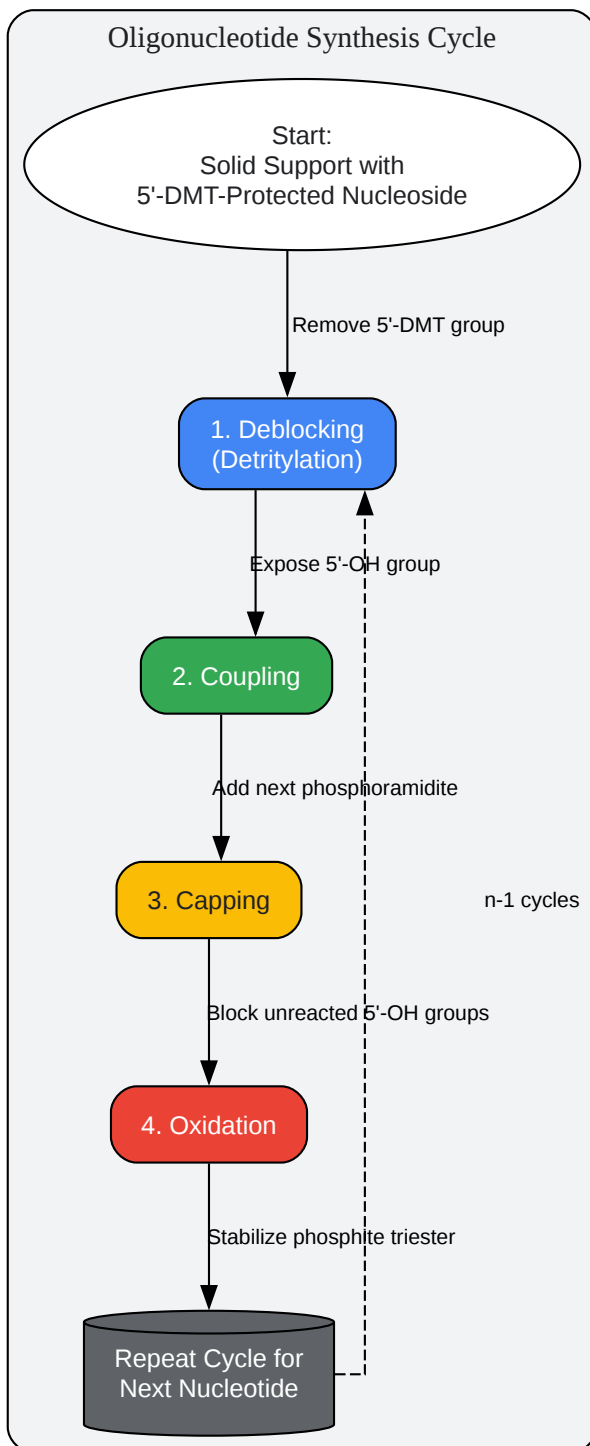 Oligonucleotide Synthesis Cycle
Start:
Solid Support with
5'-DMT-Protected Nucleoside
Remove 5'-DMT group
1. Deblocking
(Detritylation)
Expose 5'-OH group
2. Coupling
Add next phosphoramidite
3. Capping
n-1 cycles
Block unreacted 5'-OH groups
4. Oxidation
Stabilize phosphite triester
Repeat Cycle for
Next Nucleotide